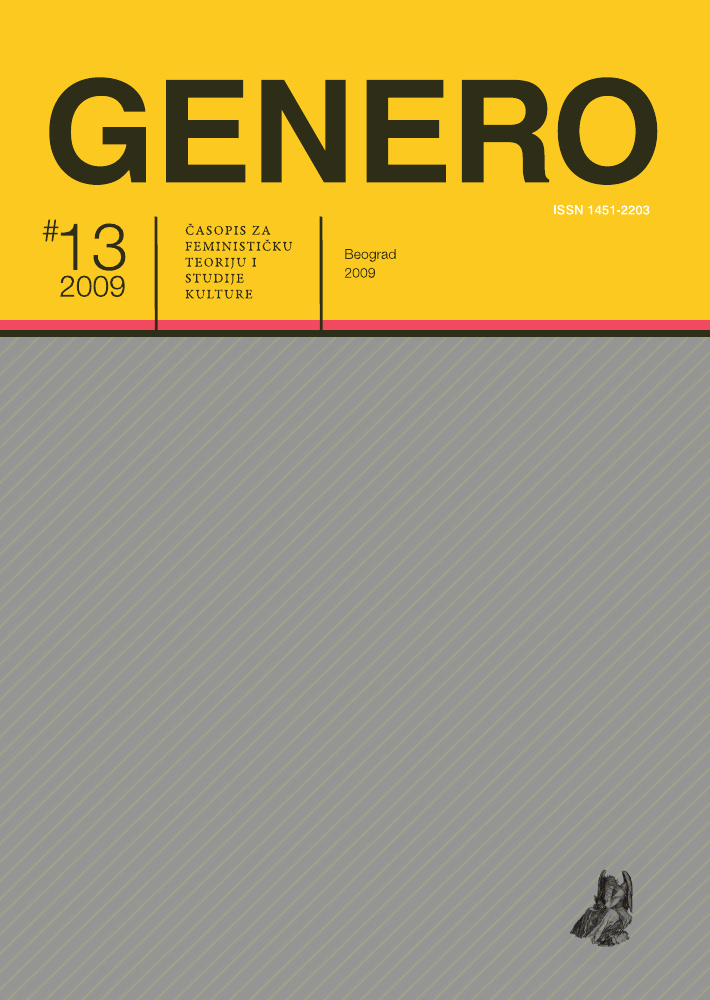 GENERO
ISSN 1451-2203
#13
2009
ČASOPIS ZA
FEMINISTIČKU
TEORIJU I
STUDIJE
KULTURE
Beograd
2009